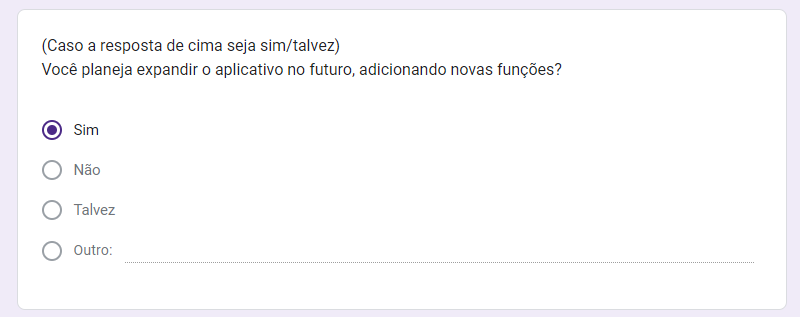 (Caso a resposta de cima seja sim/talvez)
Você planeja expandir o aplicativo no futuro, adicionando novas funções?
Sim
Não
Talvez
Outro: